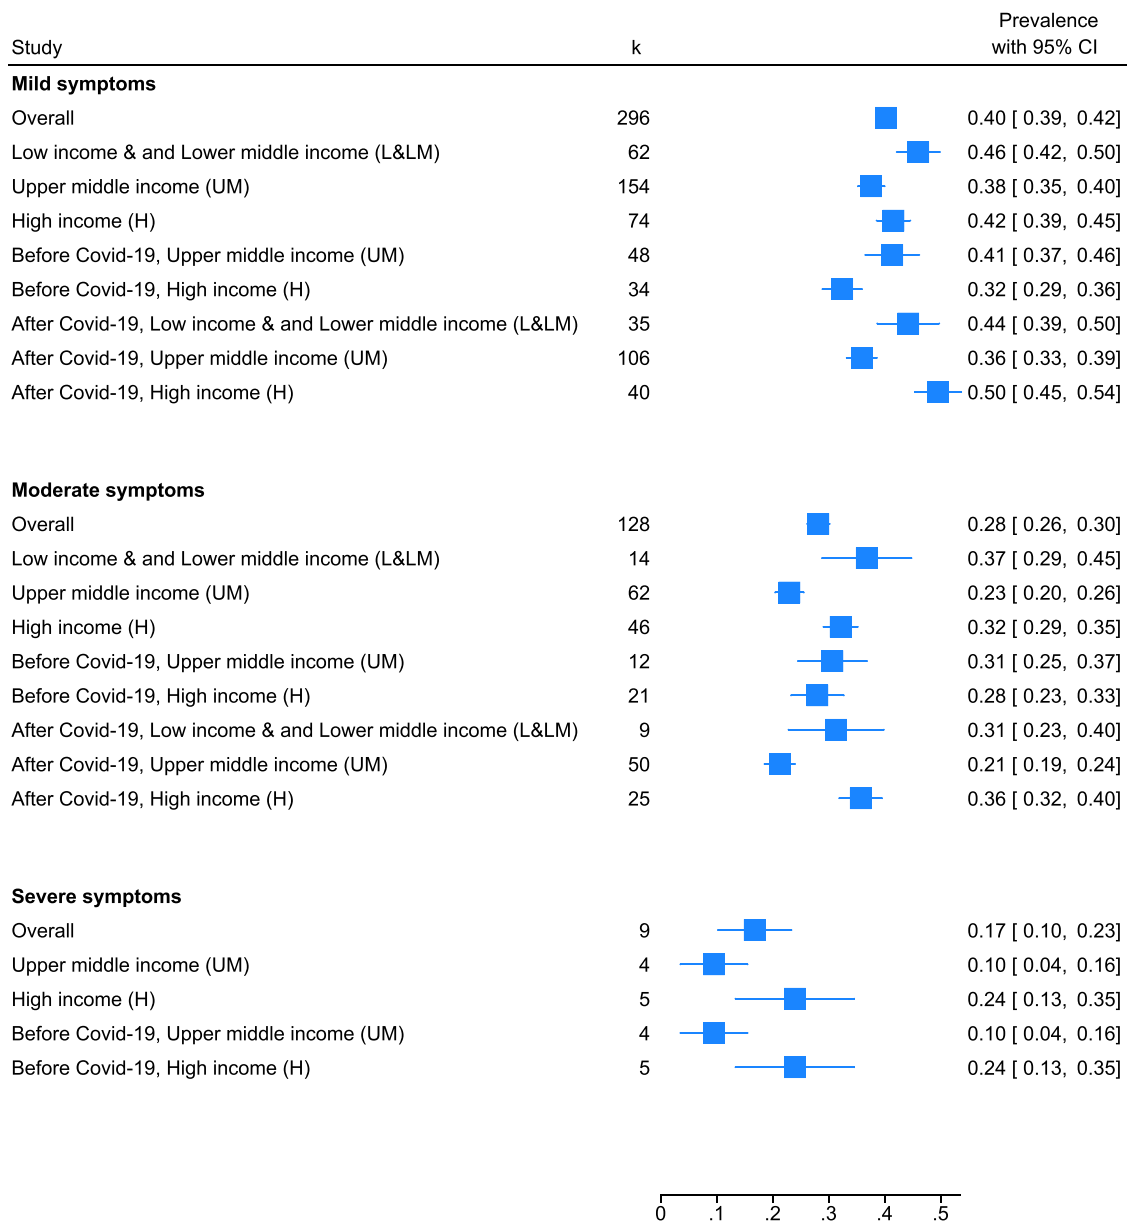 Prevalence
Study k with 95% CI
Mild symptoms
Overall 296 0.40 [ 0.39, 0.42]
Low income & and Lower middle income (L&LM) 62 0.46 [ 0.42, 0.50]
Upper middle income (UM) 154 0.38 [ 0.35, 0.40]
High income (H) 74 0.42 [ 0.39, 0.45]
Before Covid-19, Upper middle income (UM) 48 0.41 [ 0.37, 0.46]
Before Covid-19, High income (H) 34 0.32 [ 0.29, 0.36]
After Covid-19, Low income & and Lower middle income (L&LM) 35 0.44 [ 0.39, 0.50]
After Covid-19, Upper middle income (UM) 106 0.36 [ 0.33, 0.39]
After Covid-19, High income (H) 40 0.50 [ 0.45, 0.54]
Moderate symptoms
Overall 128 0.28 [ 0.26, 0.30]
Low income & and Lower middle income (L&LM) 14 0.37 [ 0.29, 0.45]
Upper middle income (UM) 62 0.23 [ 0.20, 0.26]
High income (H) 46 0.32 [ 0.29, 0.35]
Before Covid-19, Upper middle income (UM) 12 0.31 [ 0.25, 0.37]
Before Covid-19, High income (H) 21 0.28 [ 0.23, 0.33]
After Covid-19, Low income & and Lower middle income (L&LM) 9 0.31 [ 0.23, 0.40]
After Covid-19, Upper middle income (UM) 50 0.21 [ 0.19, 0.24]
After Covid-19, High income (H) 25 0.36 [ 0.32, 0.40]
Severe symptoms
Overall 9 0.17 [ 0.10, 0.23]
Upper middle income (UM) 4 0.10 [ 0.04, 0.16]
High income (H) 5 0.24 [ 0.13, 0.35]
Before Covid-19, Upper middle income (UM) 4 0.10 [ 0.04, 0.16]
Before Covid-19, High income (H) 5 0.24 [ 0.13, 0.35]
0 .1 .2 .3 .4 .5